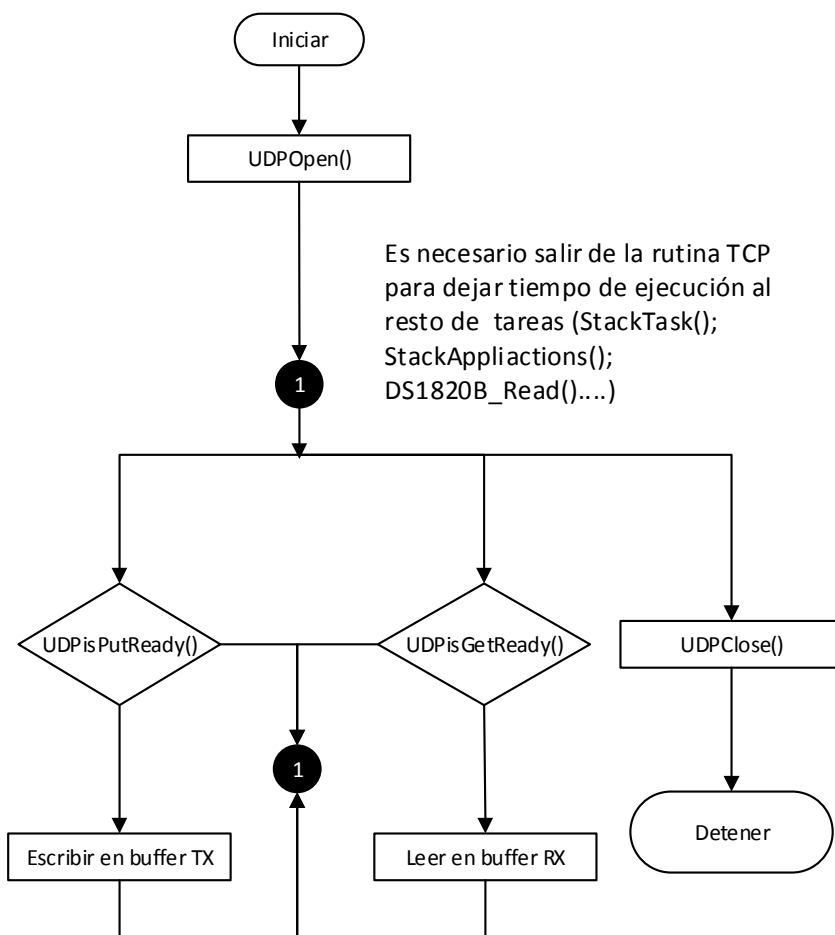 Iniciar
UDPOpen()
Es necesario salir de la rutina TCP
para dejar tiempo de ejecución al
resto de tareas (StackTask();
StackAppliactions();
DS1820B_Read()....)
1
UDPisPutReady()
UDPisGetReady()
UDPClose()
1
Escribir en buffer TX
Leer en buffer RX
Detener